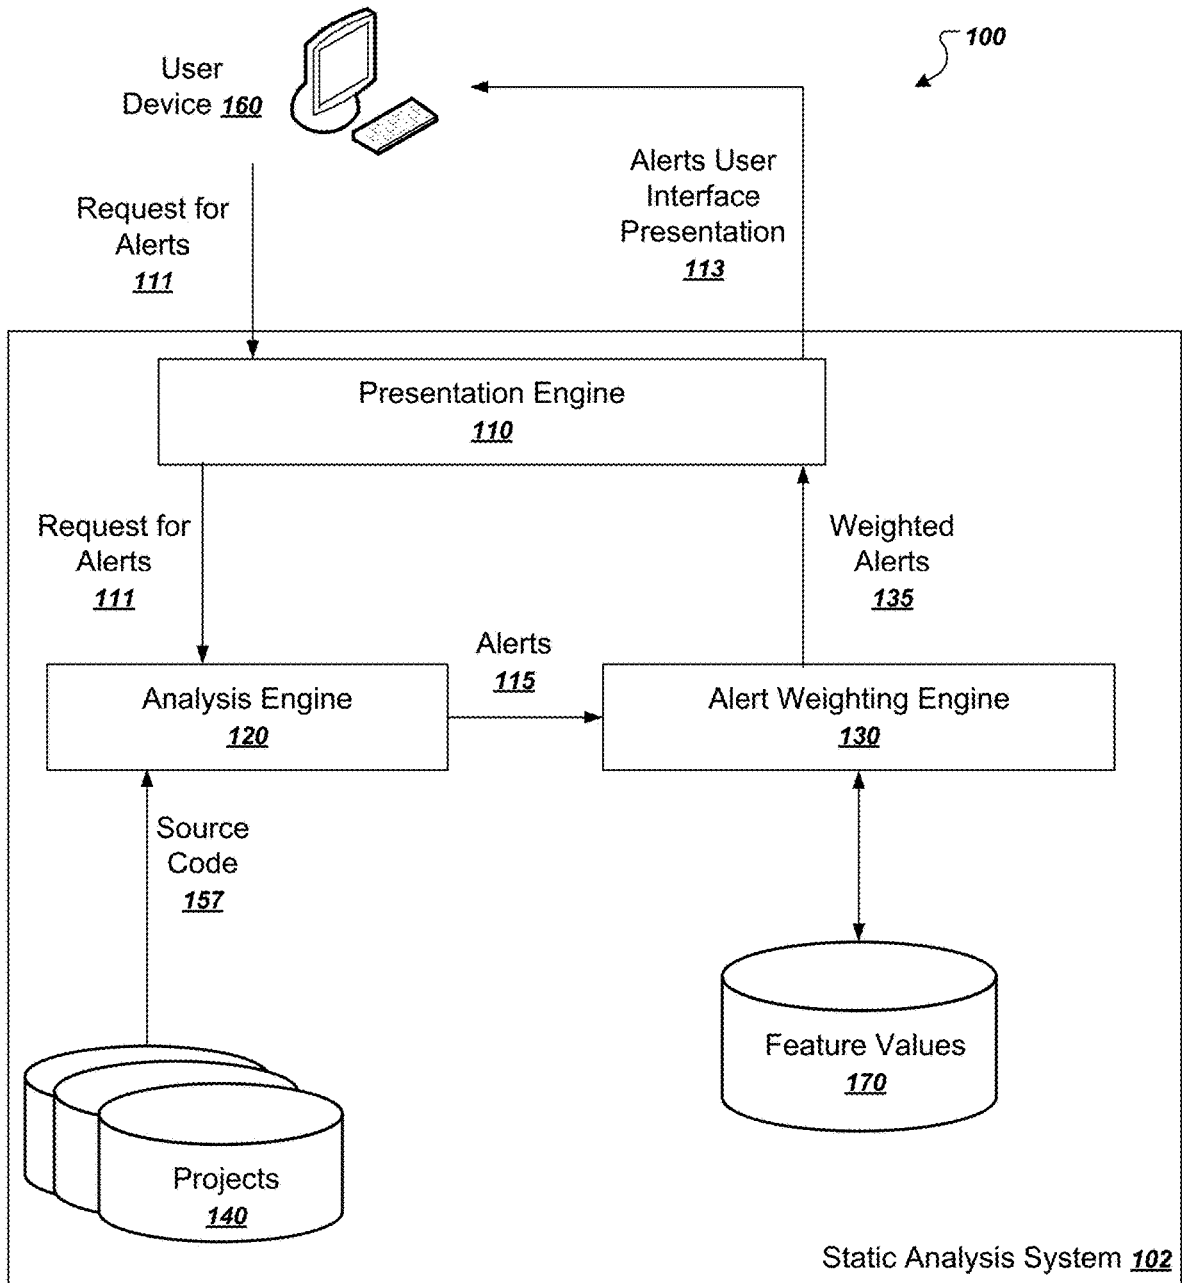 100
User
Device 160
Request for
Alerts
111
Alerts User
Interface
Presentation
113
Presentation Engine
110
Request for
Alerts
111
Weighted
Alerts
135
Alerts
115
Analysis Engine
120
Alert Weighting Engine
130
Source
Code
157
Feature Values
170
Projects
140
Static Analysis System 102